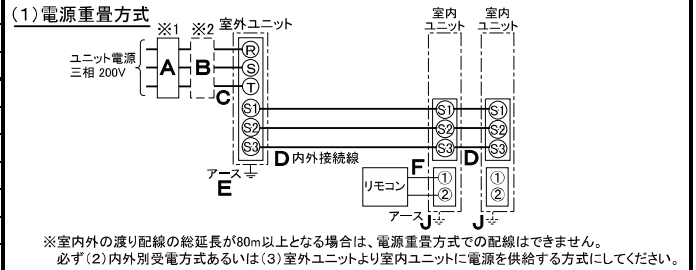 (1)電源重畳方式
※1 ※2 室外ユニット 室内ユニット 室内ユニット
ユニット電源
三相 200V
A B C
R
S
T
S1 S1 S1
S2 S2 S2
S3 S3 S3
D 内外接続線 D
アース
E
F
リモコン
① ①
② ②
アース J J
※室内外の渡り配線の総延長が80m以上となる場合は、電源重畳方式での配線はできません。
必ず(2)内外別受電方式あるいは(3)室外ユニットより室内ユニットに電源を供給する方式にしてください。